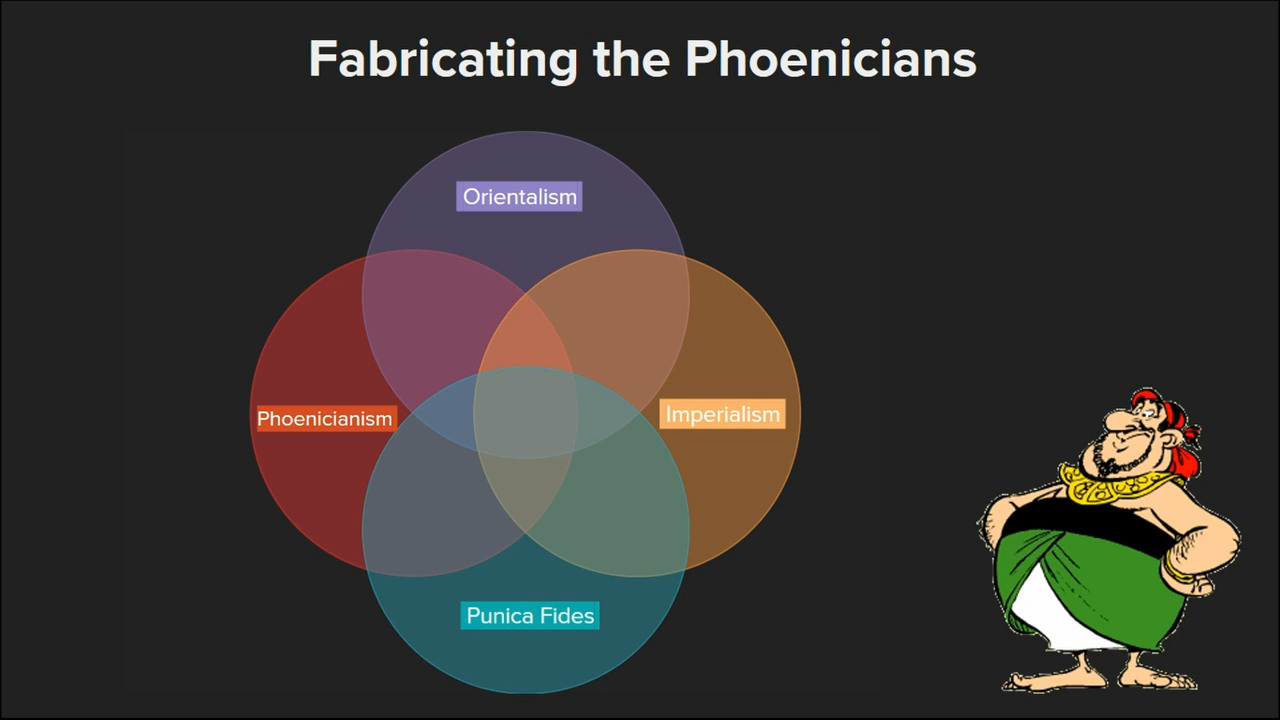 Fabricating the Phoenicians
Orientalism
Phoenicianism
Imperialism
Punica Fides